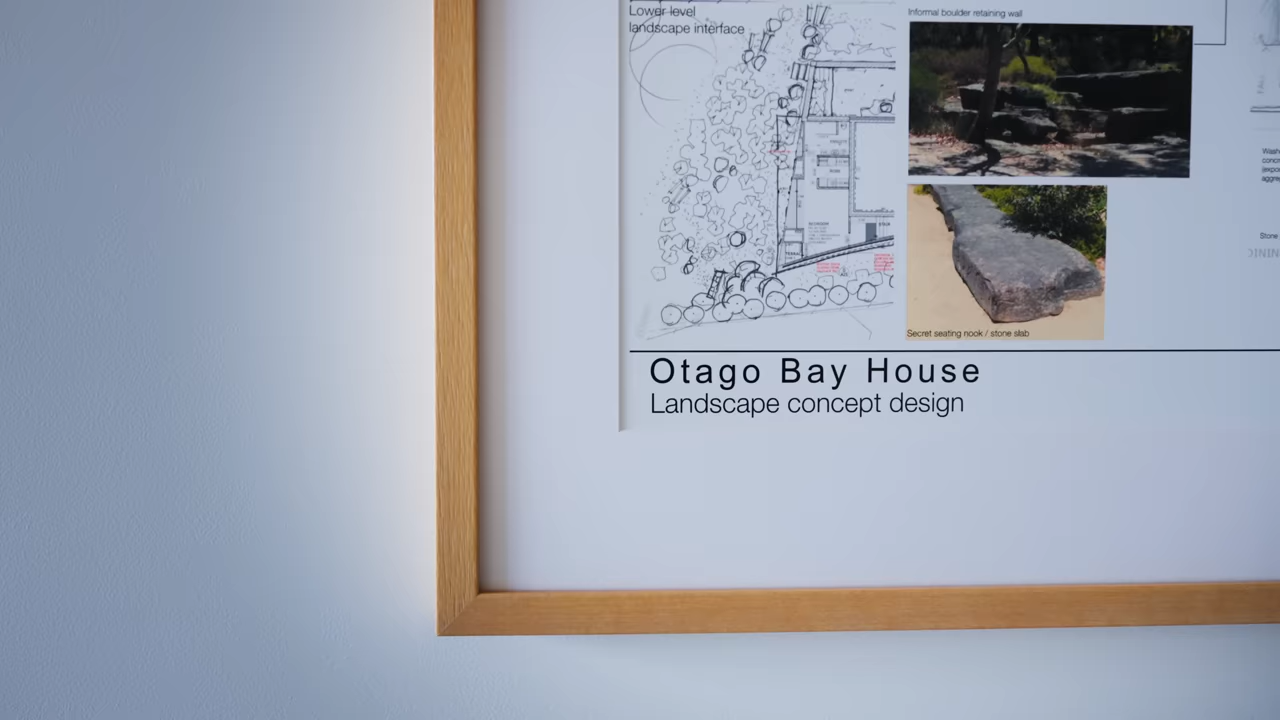 Lower level
landscape interface
Informal boulder retaining wall
Secret seating nook / stone slab
Stone
Otago Bay House
Landscape concept design